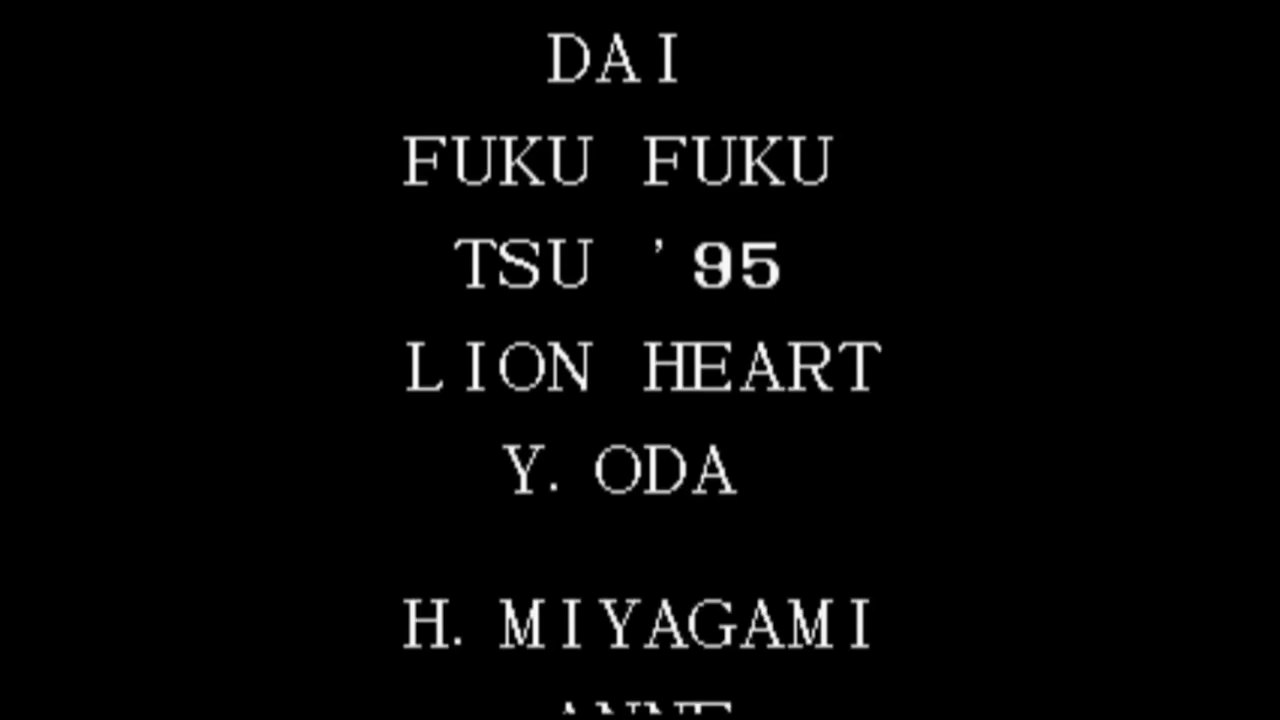 DAI
FUKU FUKU
TSU '95
LION HEART
Y. ODA
H. MIYAGAMI